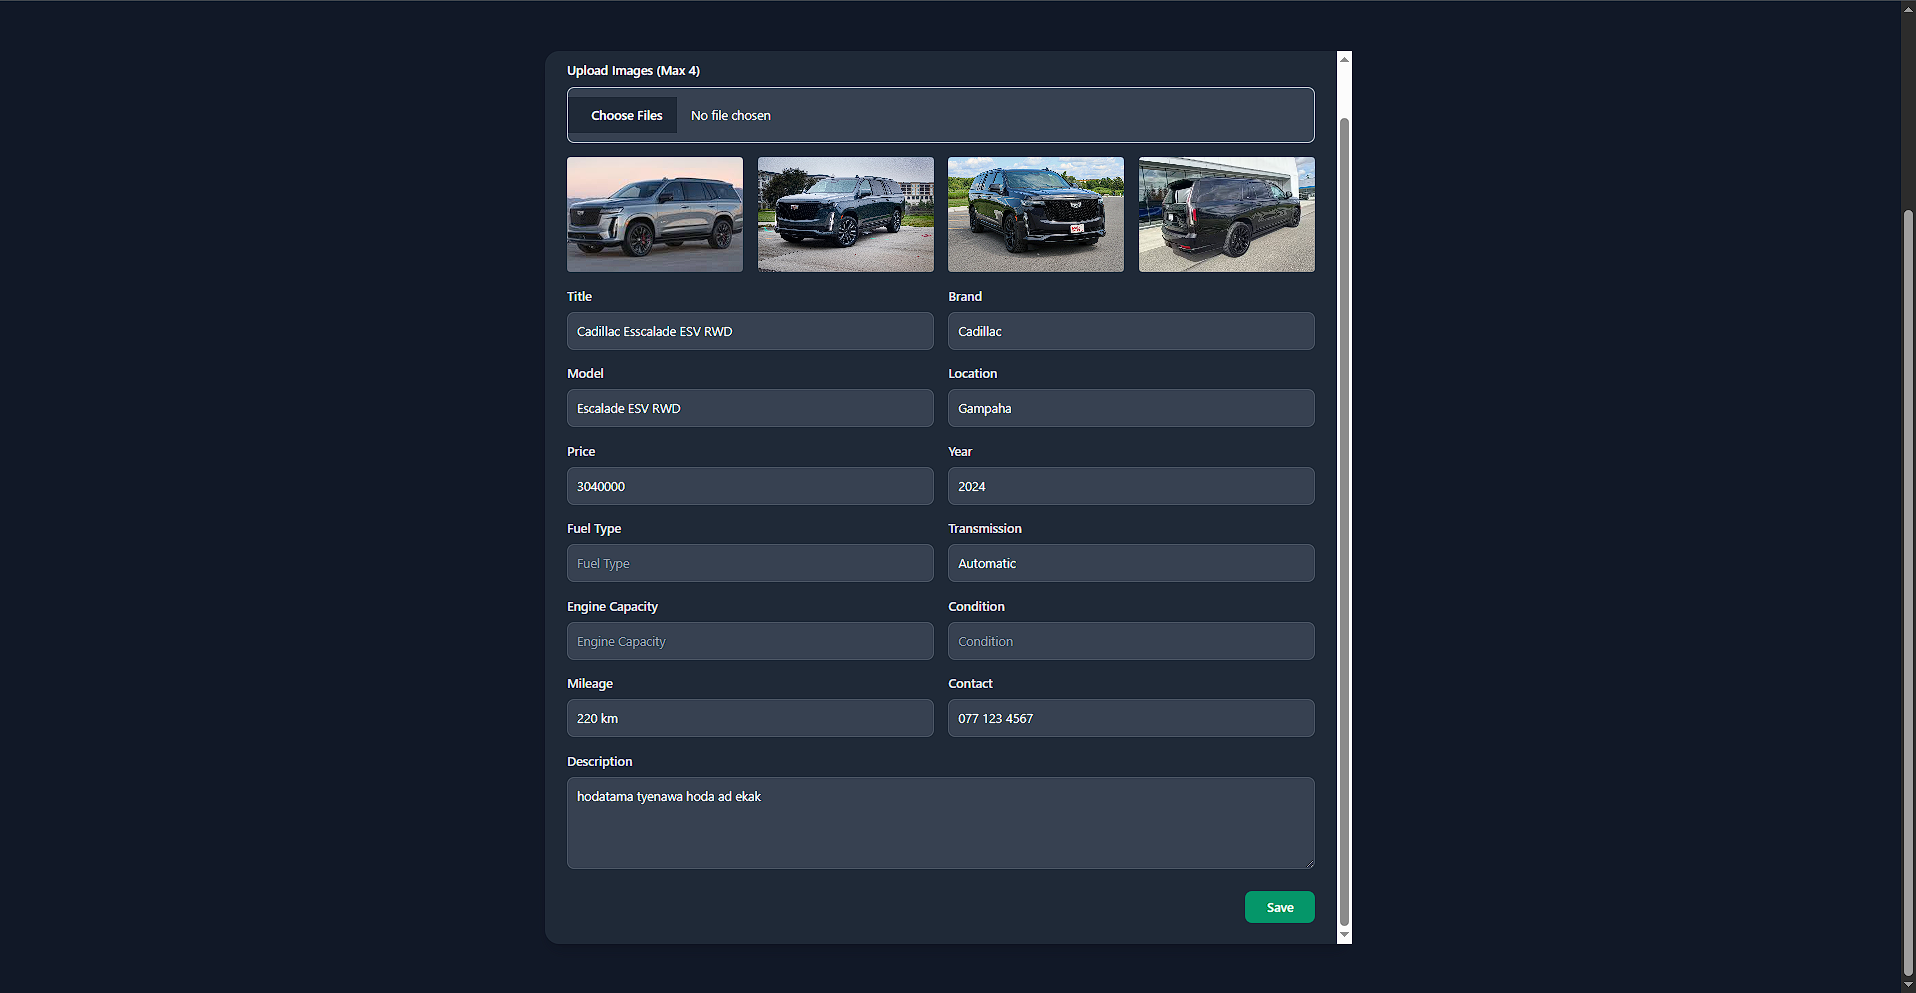 Upload Images (Max 4)
Choose Files No file chosen
Title Brand
Cadillac Esscalade ESV RWD Cadillac
Model Location
Escalade ESV RWD Gampaha
Price Year
3040000 2024
Fuel Type Transmission
Fuel Type Automatic
Engine Capacity Condition
Engine Capacity Condition
Mileage Contact
220 km 077 123 4567
Description
hodatama tyenawa hoda ad ekak
Save